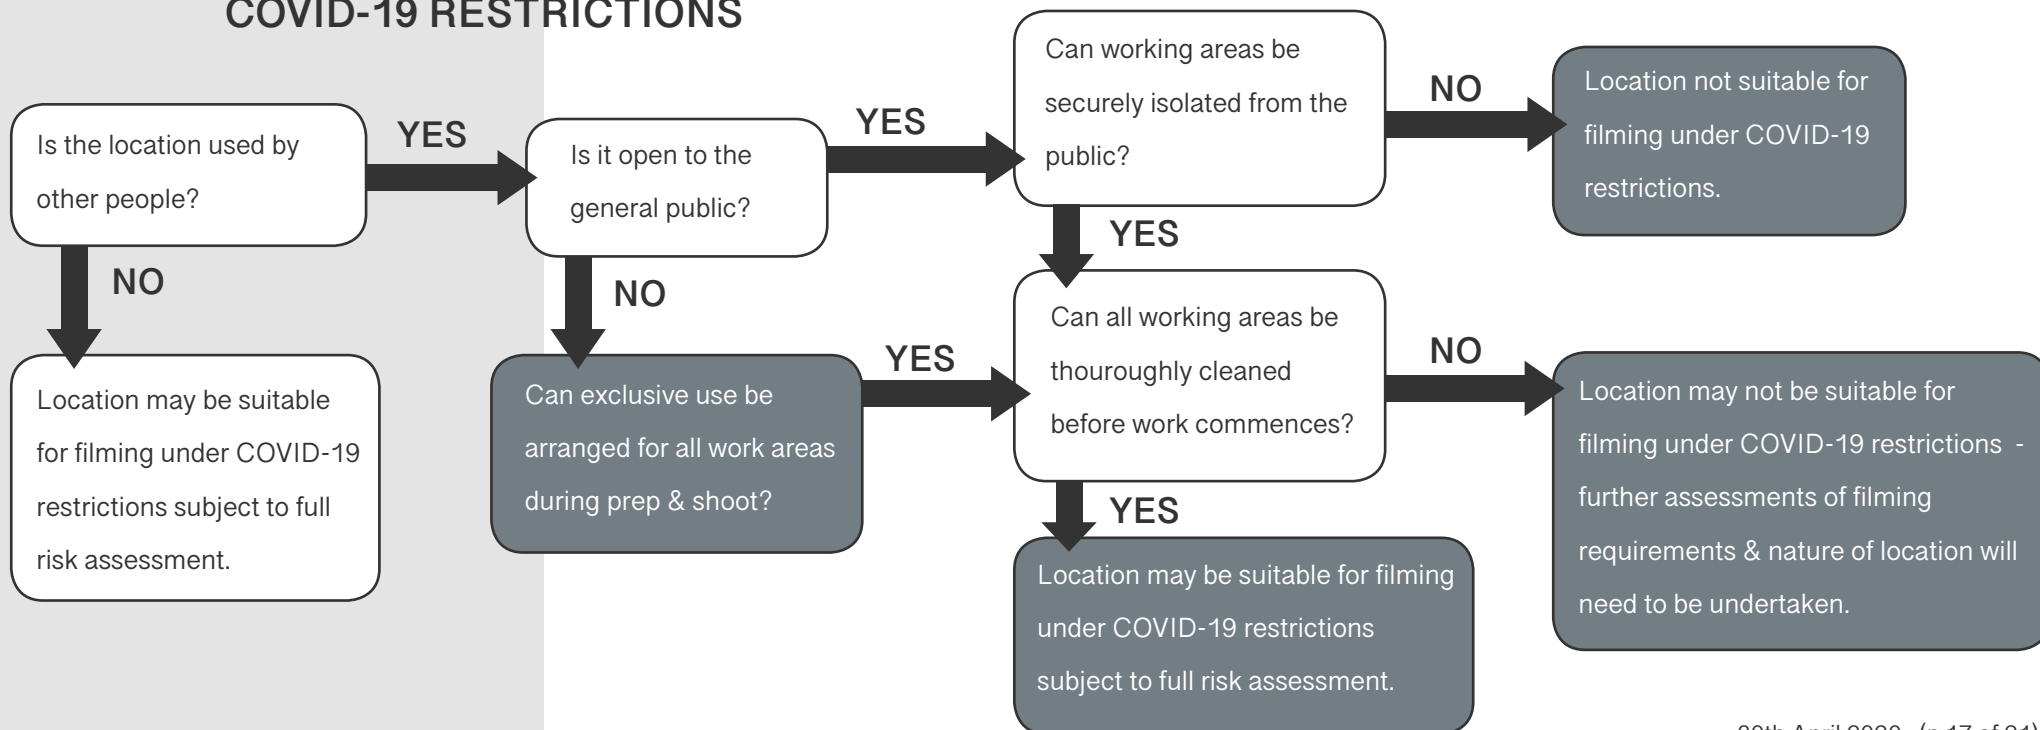 COVID-19 RESTRICTIONS
Is the location used by
other people?
YES
NO
Location may be suitable
for filming under COVID-19
restrictions subject to full
risk assessment.
Is it open to the
general public?
YES
NO
Can exclusive use be
arranged for all work areas
during prep & shoot?
YES
Can working areas be
securely isolated from the
public?
NO
YES
Location not suitable for
filming under COVID-19
restrictions.
Can all working areas be
thouroughly cleaned
before work commences?
NO
YES
Location may not be suitable for
filming under COVID-19 restrictions -
further assessments of filming
requirements & nature of location will
need to be undertaken.
Location may be suitable for filming
under COVID-19 restrictions
subject to full risk assessment.
April 2020 (p.17 of 21)